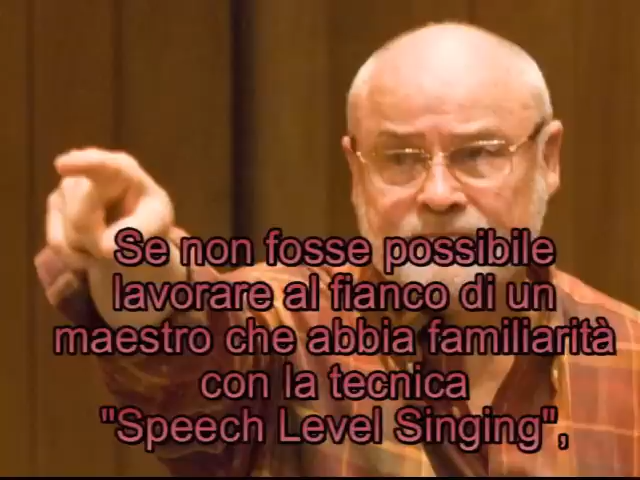 Se non fosse possibile
lavorare al fianco di un
maestro che abbia familiarità
con la tecnica
"Speech Level Singing",